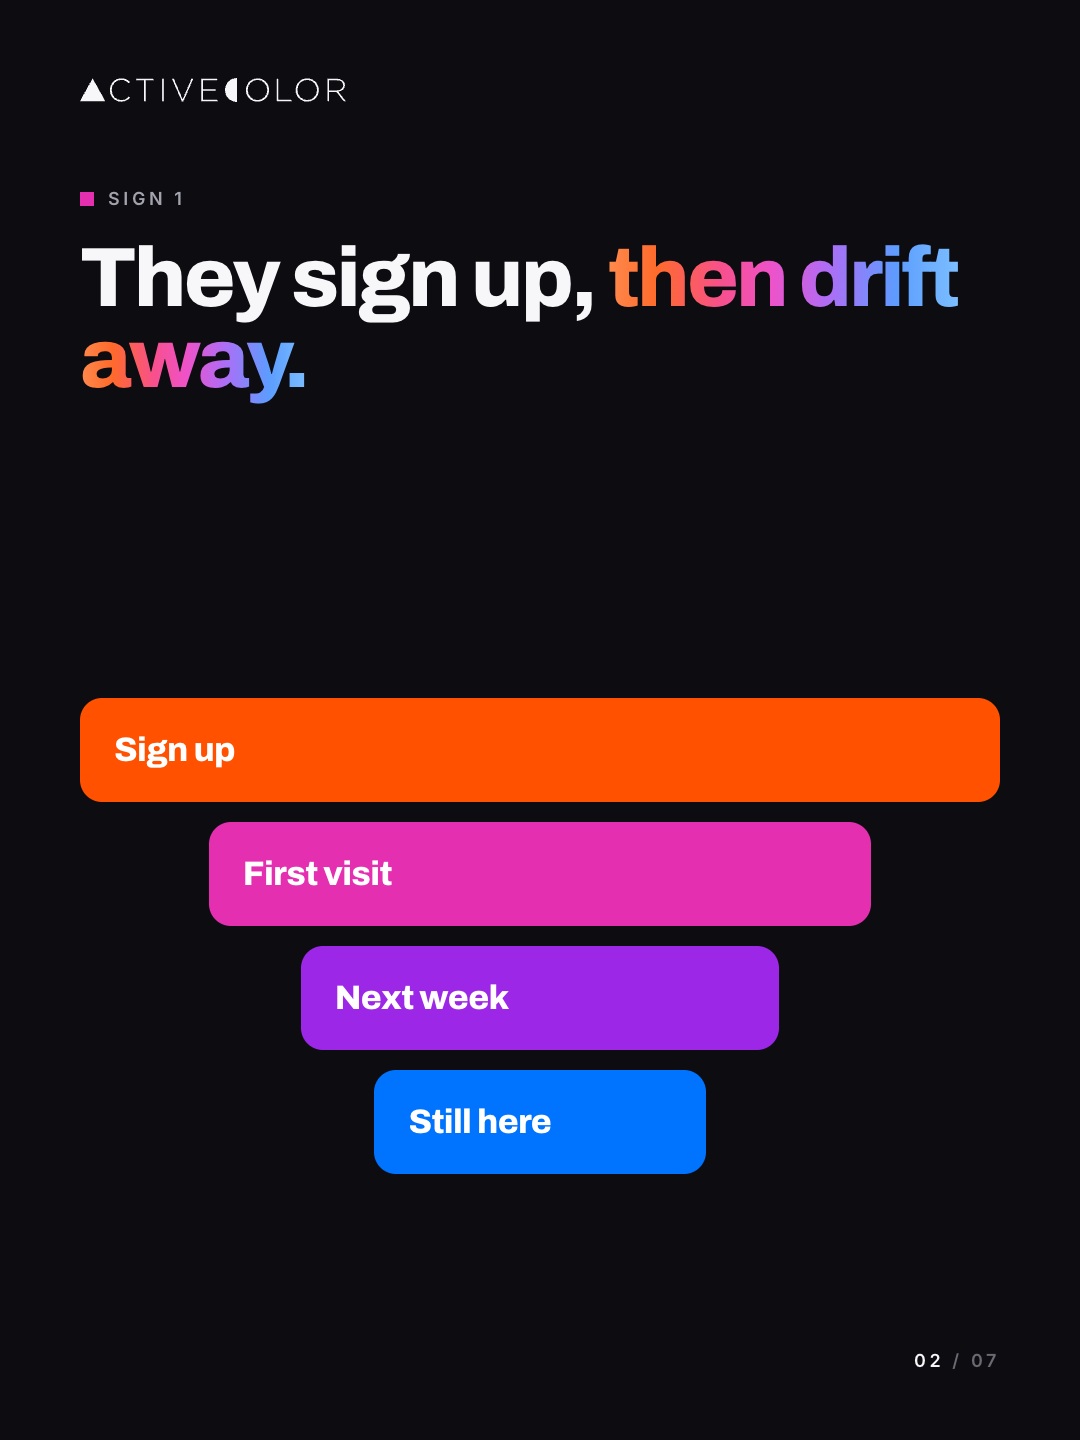 ACTIVECOLOR
SIGN 1
They sign up, then drift
away.
Sign up
First visit
Next week
Still here
02 / 07